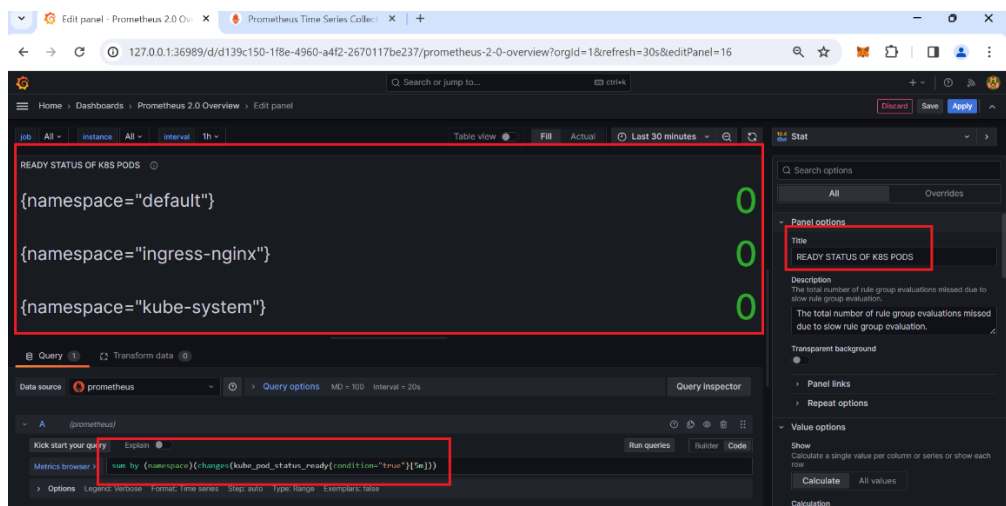 Edit panel - Prometheus 2.0 Ov
Prometheus Time Series Collect
127.0.0.1:36989/d/d139c150-1f8e-4960-a4f2-2670117be237/prometheus-2-0-overview?orgId=1&refresh=30s&editPanel=16
Search or jump to...
ctrl+k
Home › Dashboards › Prometheus 2.0 Overview › Edit panel
Discard Save Apply
job All instance All interval 1h
Table view Fill Actual Last 30 minutes
Stat
READY STATUS OF K8S PODS
{namespace="default"} 0
{namespace="ingress-nginx"} 0
{namespace="kube-system"} 0
Search options
All Overrides
Panel options
Title
READY STATUS OF K8S PODS
Description
The total number of rule group evaluations missed due to
slow rule group evaluation.
The total number of rule group evaluations missed
due to slow rule group evaluation.
Transparent background
Panel links
Repeat options
Value options
Show
Calculate a single value per column or series or show each
row
Calculate All values
Calculation
Query 1 Transform data 0
Data source prometheus Query options MD = 100 Interval = 20s Query inspector
A (prometheus)
Kick start your query Explain Run queries Builder Code
Metrics browser > sum by (namespace)(changes(kube_pod_status_ready{condition="true"}[5m]))
> Options Legend: Verbose Format: Time series Step: auto Type: Range Exemplars: false